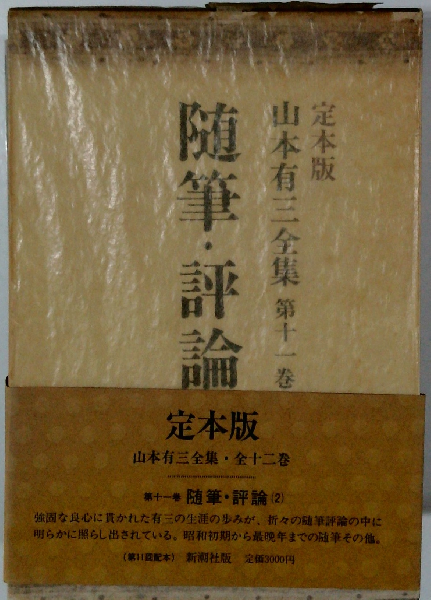 定本版
山本有三全集 第十一巻
随筆・評論
定本版
山本有三全集・全十二巻
第十一巻 随筆・評論(2)
強固な良心に貫かれた有三の生涯の歩みが、折々の随筆評論の中に
明らかに照らし出されている。昭和初期から最晩年までの随筆その他。
(第11回配本) 新潮社版 定価3000円